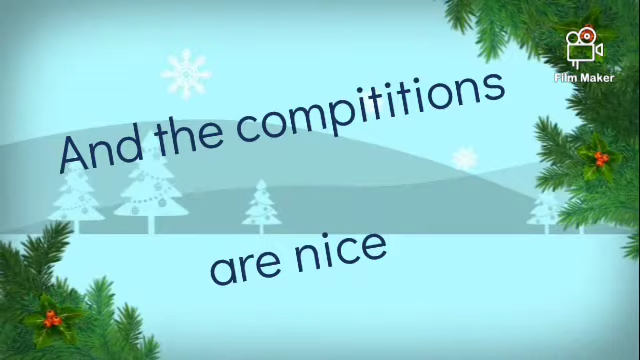 Film Maker
And the compititions
are nice